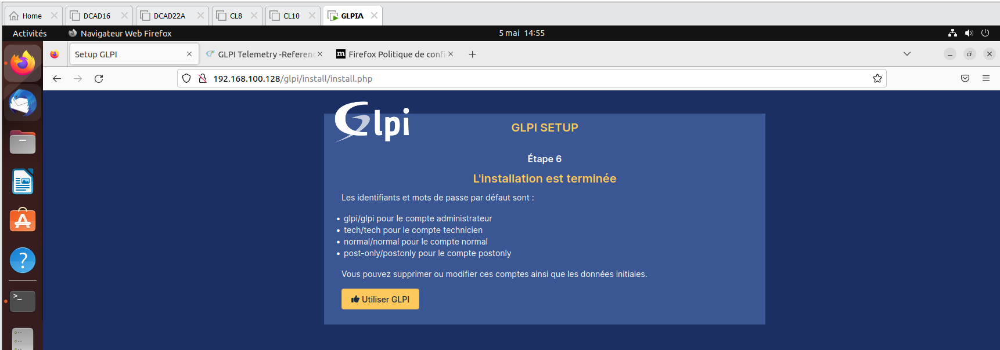 Home DCAD16 DCAD22A CL8 CL10 GLPIA
Activités Navigateur Web Firefox 5 mai 14:55
Setup GLPI GLPI Telemetry -Referenc Firefox Politique de confi
192.168.100.128/glpi/install/install.php
Glpi
GLPI SETUP
Étape 6
L'installation est terminée
Les identifiants et mots de passe par défaut sont :
glpi/glpi pour le compte administrateur
tech/tech pour le compte technicien
normal/normal pour le compte normal
post-only/postonly pour le compte postonly
Vous pouvez supprimer ou modifier ces comptes ainsi que les données initiales.
Utiliser GLPI